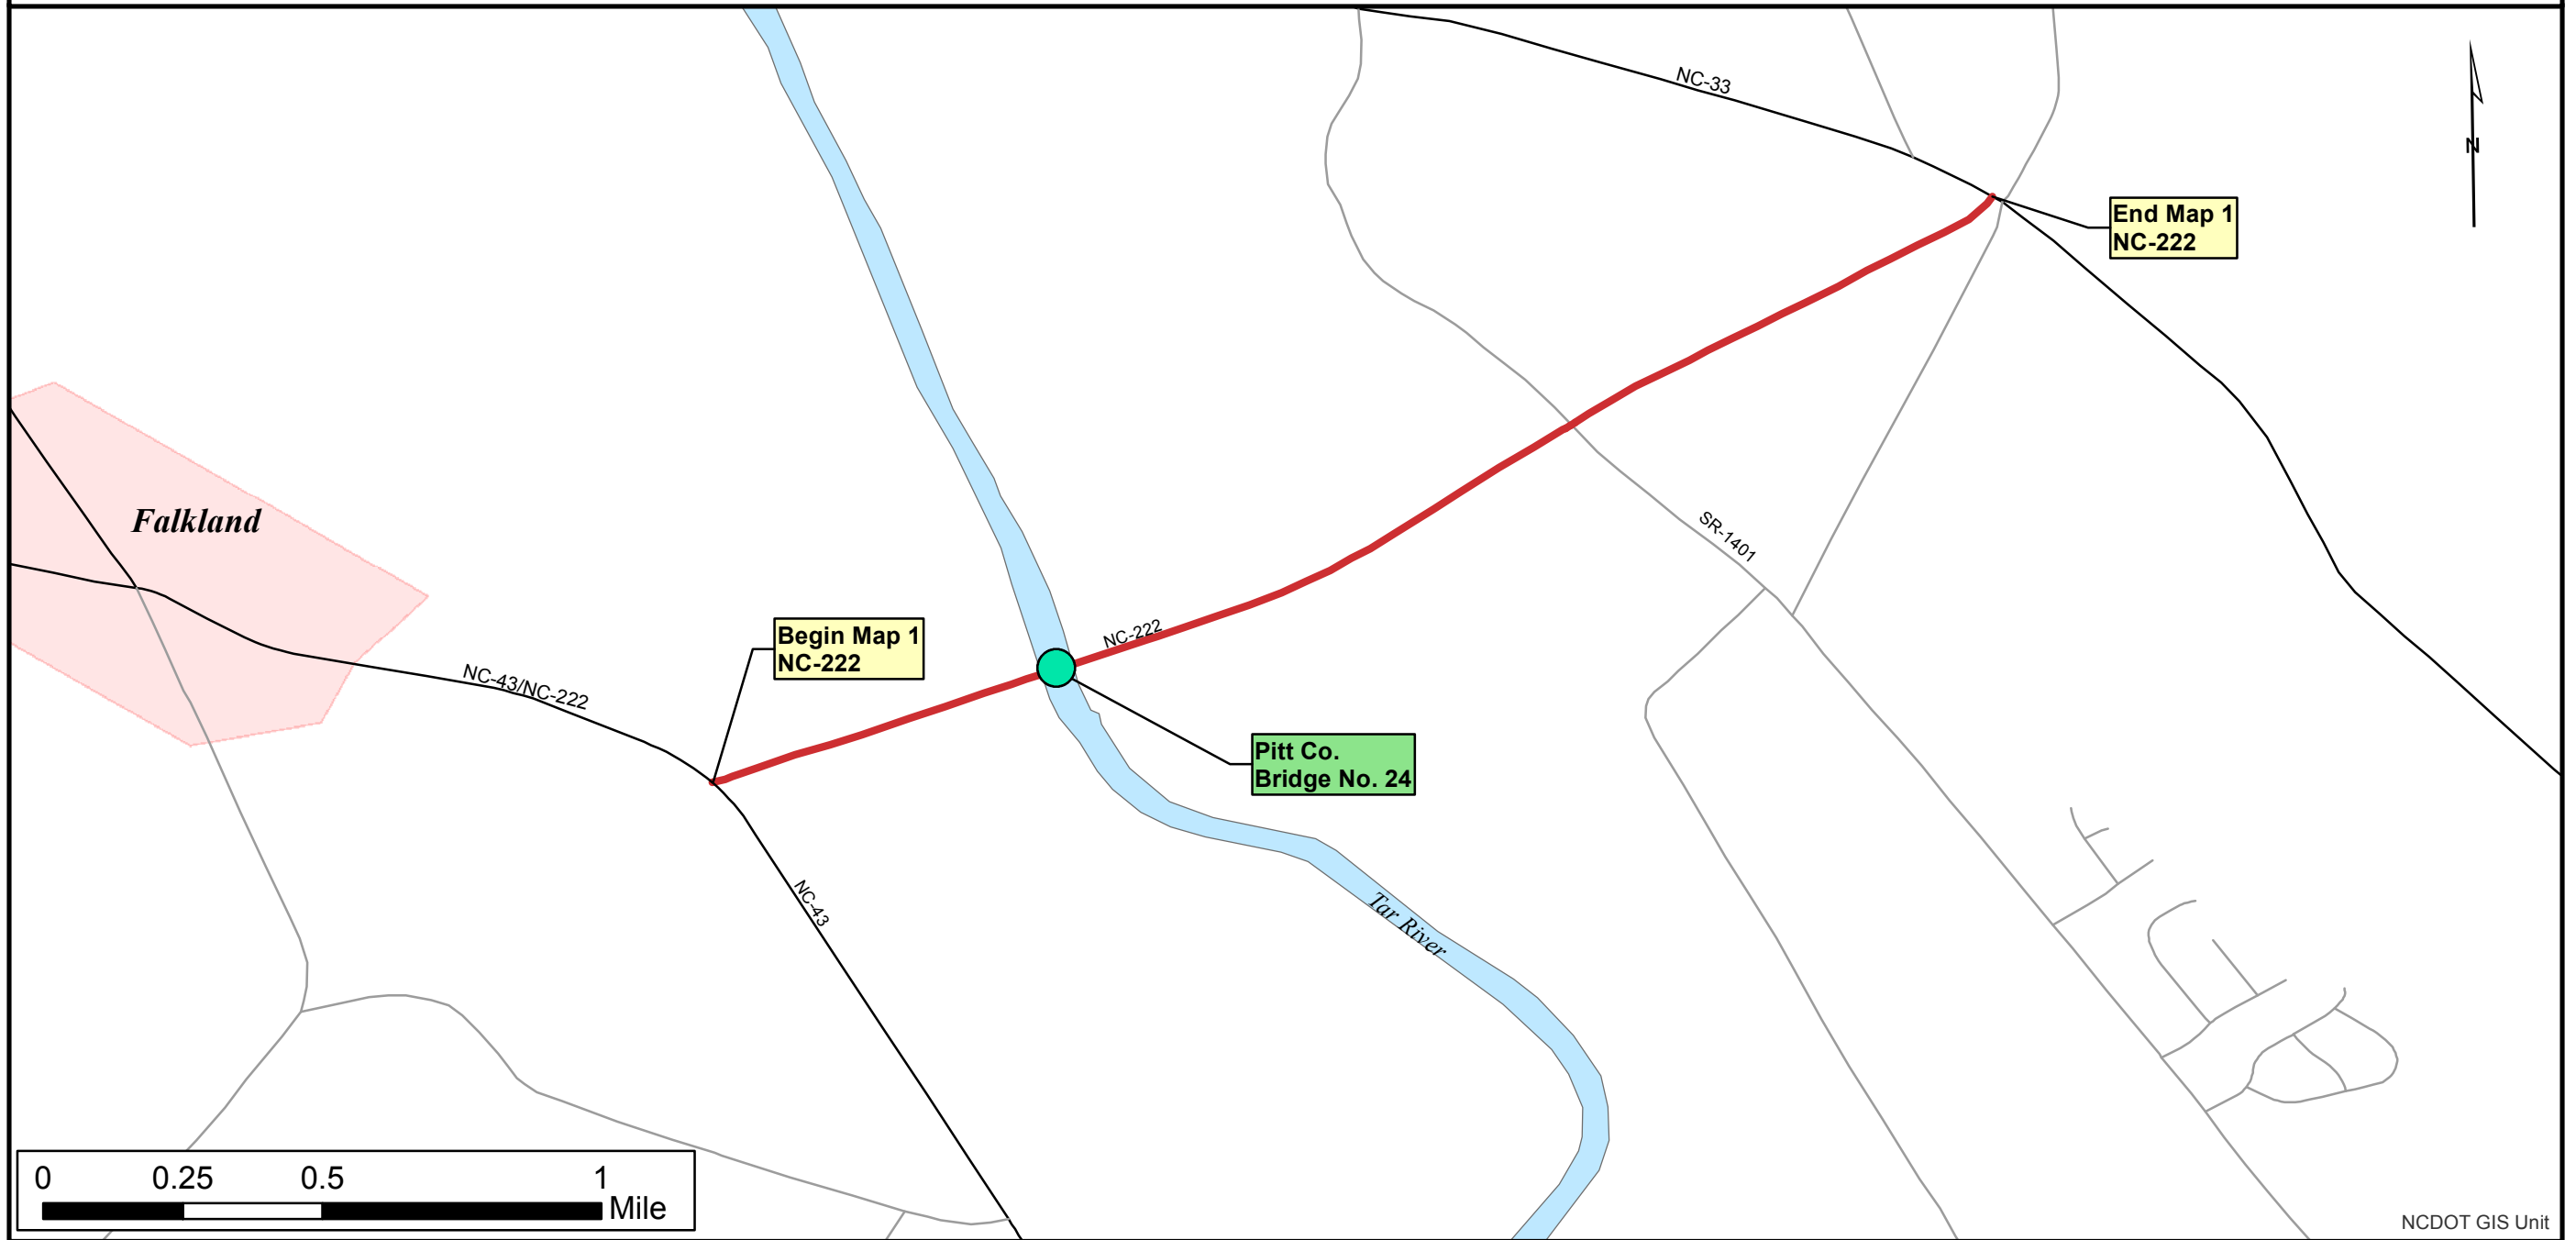 NC-33
N
End Map 1
NC-222
Falkland
SR-1401
Begin Map 1
NC-222
NC-222
NC-43/NC-222
Pitt Co.
Bridge No. 24
NC-43
Tar River
0 0.25 0.5 1
Mile
NCDOT GIS Unit